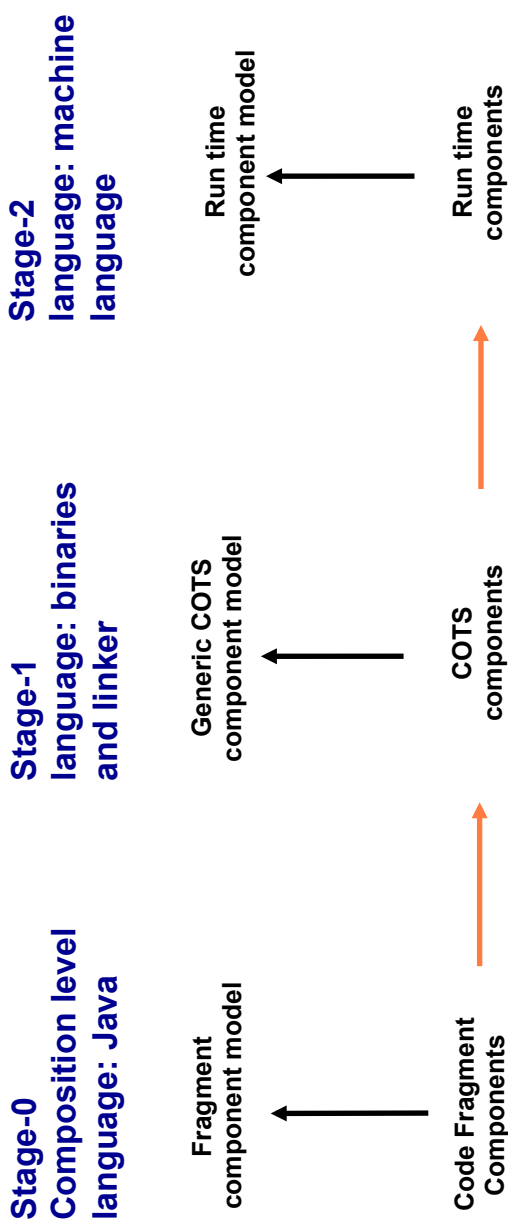 Stage-0
Composition level
language: Java
Stage-1
language: binaries
and linker
Stage-2
language: machine
language
Fragment
component model
Generic COTS
component model
Run time
component model
Code Fragment
Components
COTS
components
Run time
components